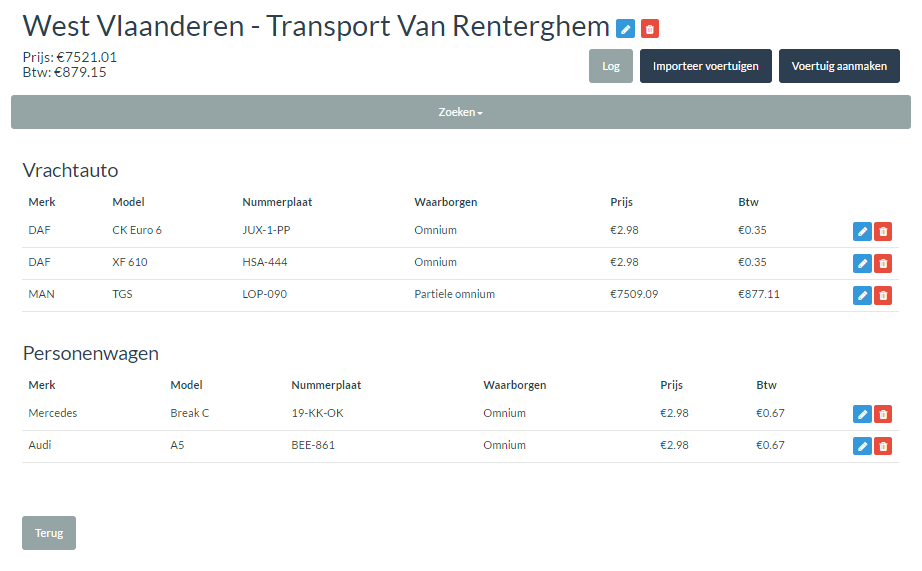 West Vlaanderen - Transport Van Renterghem
Prijs: €7521.01
Btw: €879.15
Log Importeer voertuigen Voertuig aanmaken
Zoeken
Vrachtauto
Merk Model Nummerplaat Waarborgen Prijs Btw
DAF CK Euro 6 JUX-1-PP Omnium €2.98 €0.35
DAF XF 610 HSA-444 Omnium €2.98 €0.35
MAN TGS LOP-090 Partiele omnium €7509.09 €877.11
Personenwagen
Merk Model Nummerplaat Waarborgen Prijs Btw
Mercedes Break C 19-KK-OK Omnium €2.98 €0.67
Audi A5 BEE-861 Omnium €2.98 €0.67
Terug